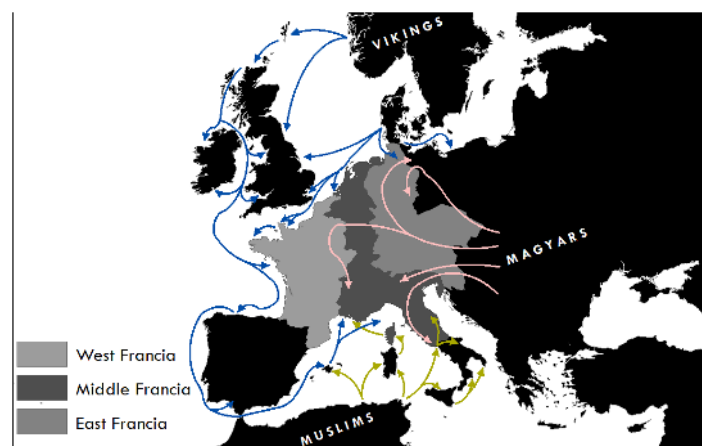 VIKINGS
MAGYARS
West Francia
Middle Francia
East Francia
MUSLIMS